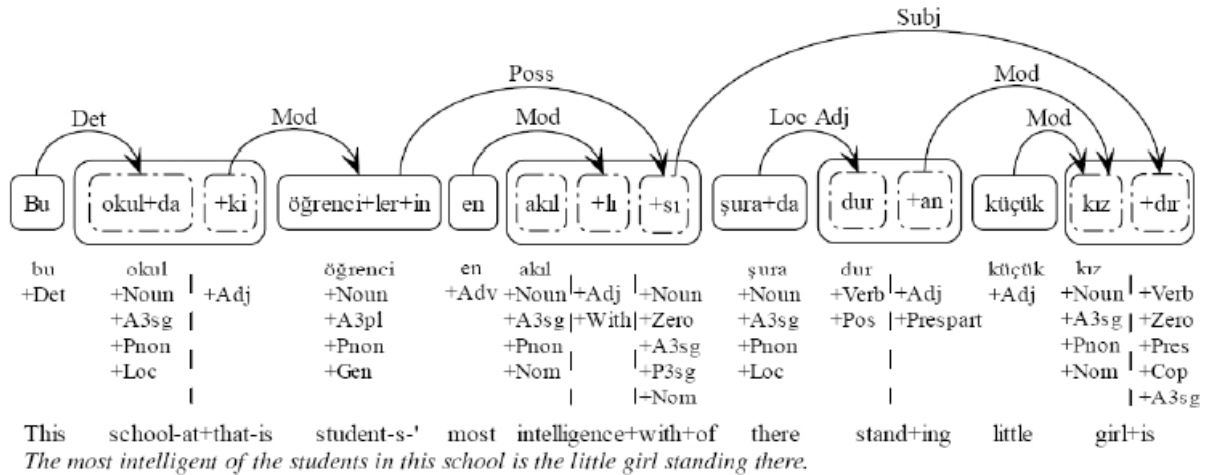 Subj
Poss Mod
Det Mod Mod Loc Adj Mod
Bu okul+da +ki öğrenci+ler+in en akıl +lı +sı şura+da dur +an küçük kız +dır
bu okul öğrenci en akıl şura dur küçük kız
+Det +Noun +Adj +Noun +Adv +Noun +Adj +Noun +Noun +Verb +Adj +Adj +Noun +Verb
+A3sg +A3pl +A3sg +With +Zero +A3sg +Pos +Prespart +A3sg +Zero
+Pnon +Pnon +Pnon +A3sg +Pnon +Pnon +Pres
+Loc +Gen +Nom +P3sg +Loc +Nom +Cop
+Nom +A3sg
This school-at+that-is student-s-' most intelligence+with+of there stand+ing little girl+is
The most intelligent of the students in this school is the little girl standing there.